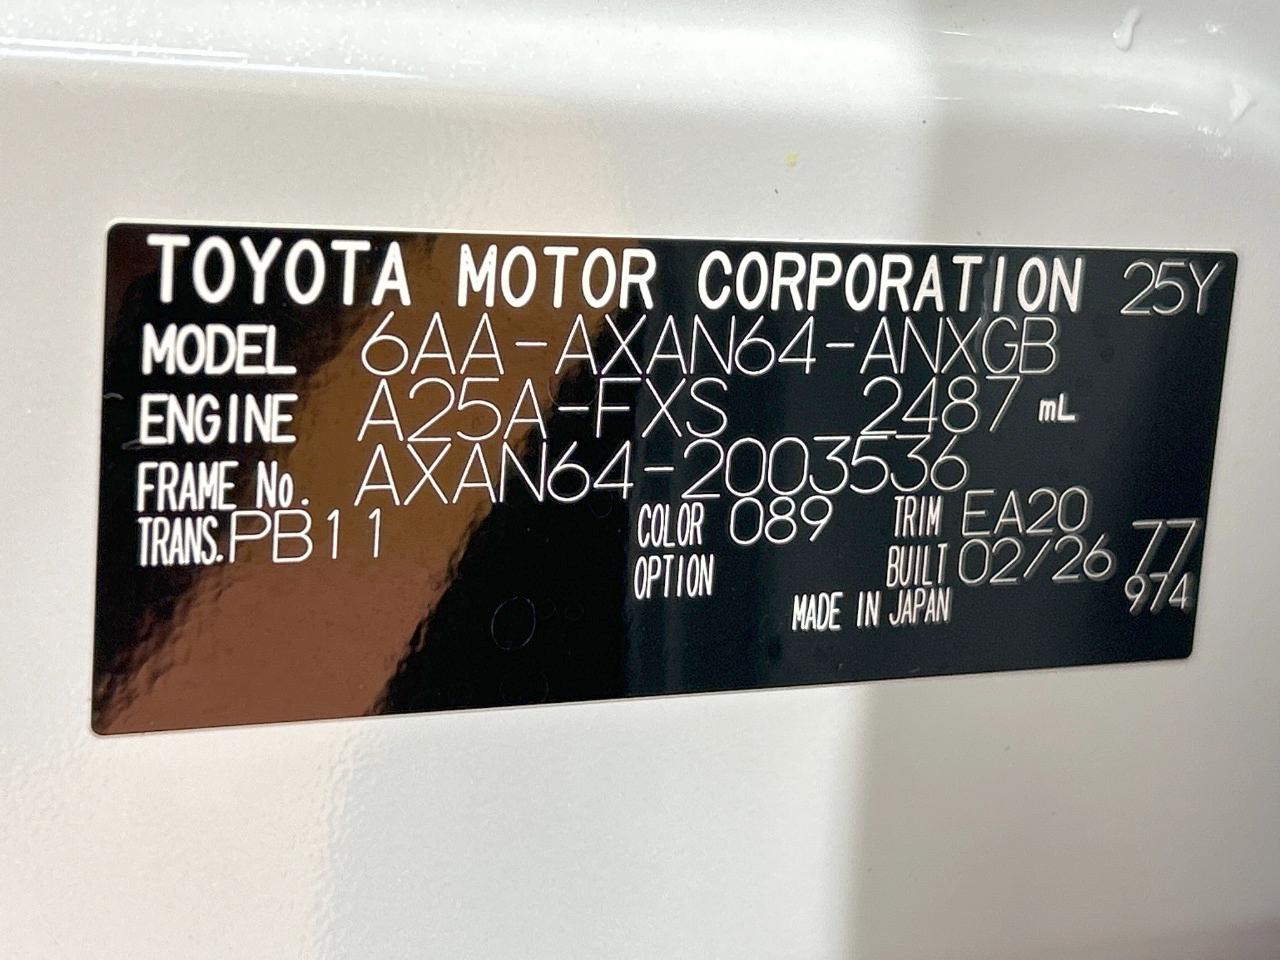 TOYOTA MOTOR CORPORATION 25Y
MODEL 6AA-AXAN64-ANXGB
ENGINE A25A-FXS 2487 mL
FRAME No. AXAN64-2003536
TRANS. PB11 COLOR 089 TRIM EA20
OPTION BUILT 02/26 77
MADE IN JAPAN 974